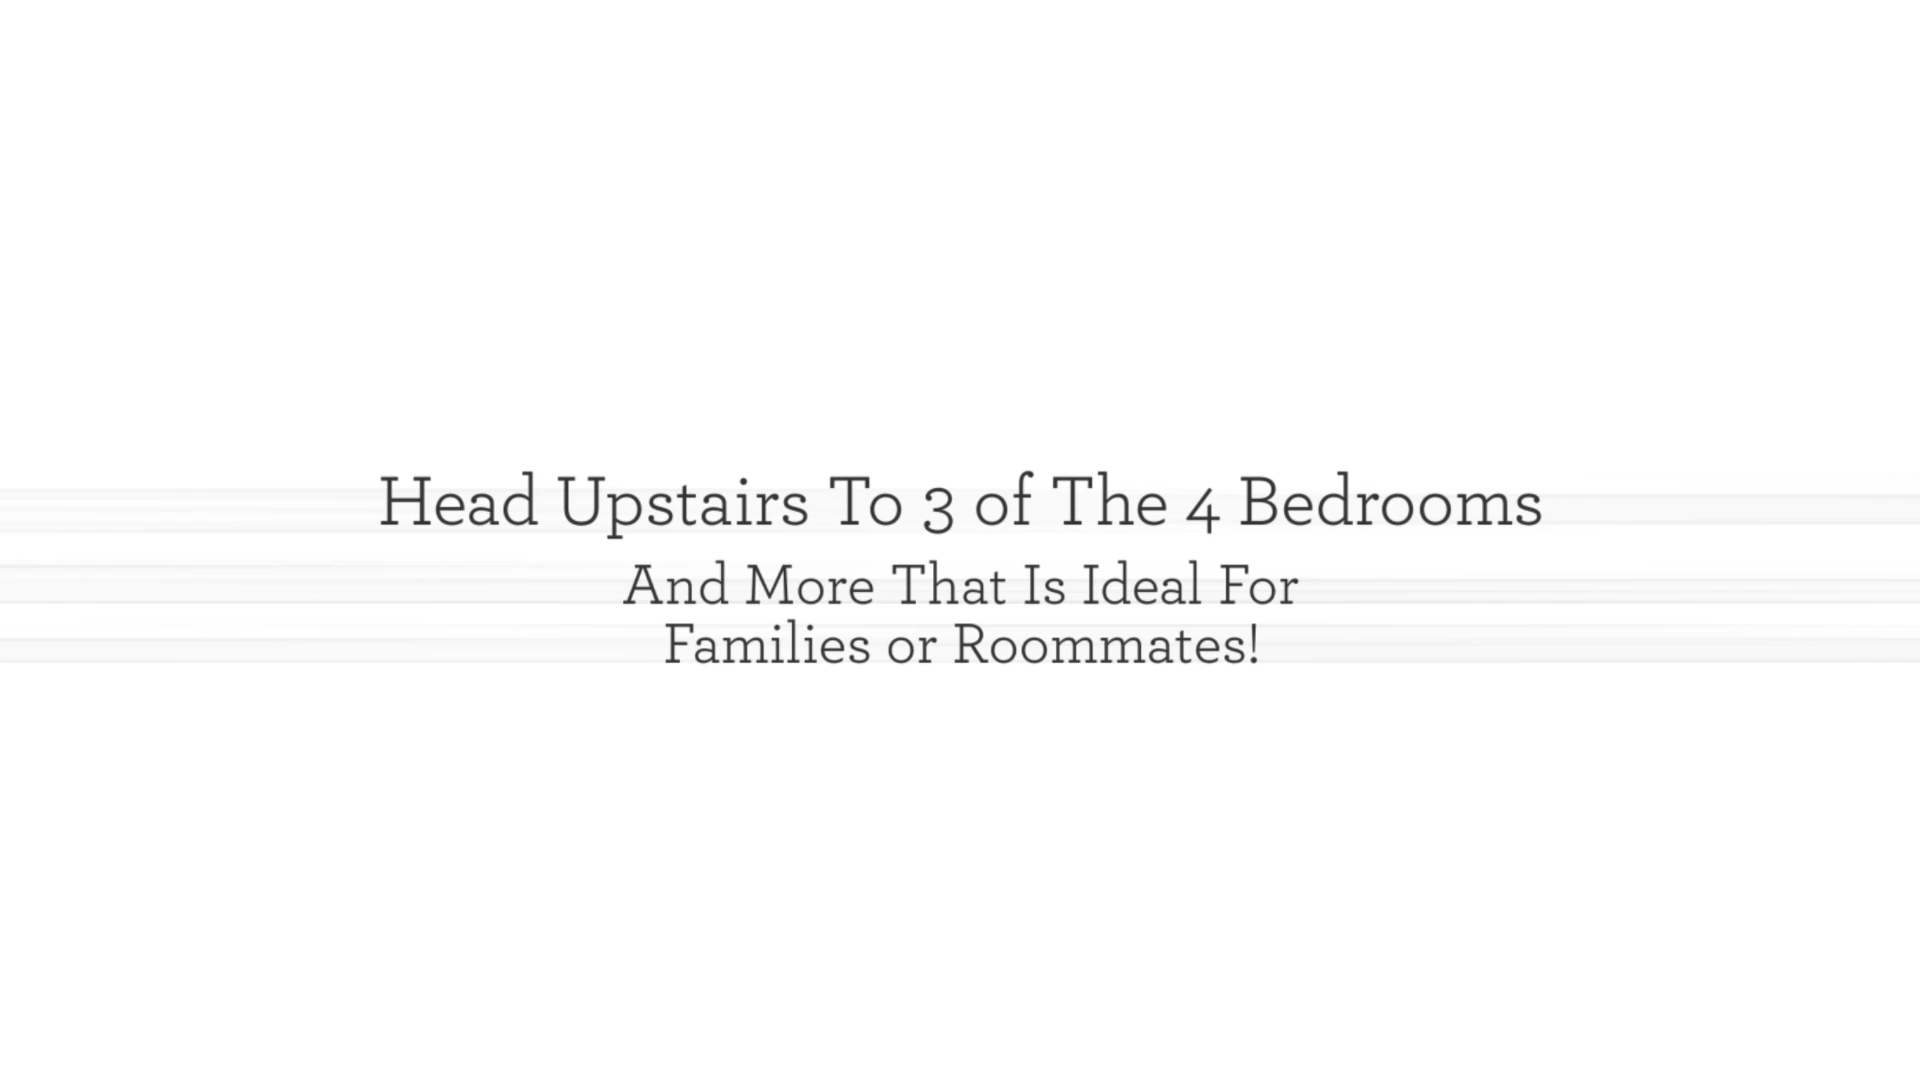 Head Upstairs To 3 of The 4 Bedrooms
And More That Is Ideal For
Families or Roommates!